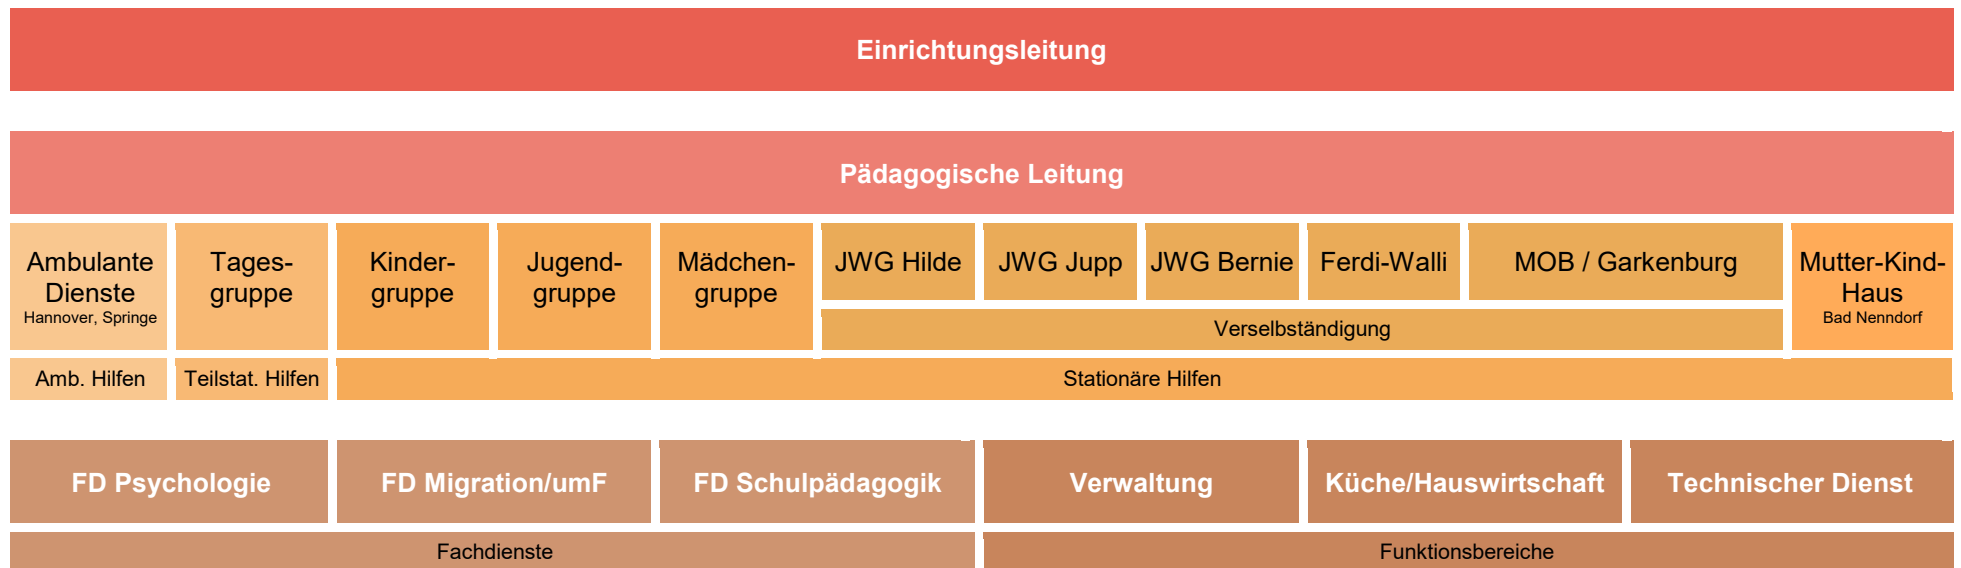 Einrichtungsleitung
Pädagogische Leitung
Ambulante
Dienste
Hannover, Springe
Tages-
gruppe
Kinder-
gruppe
Jugend-
gruppe
Mädchen-
gruppe
JWG Hilde
JWG Jupp
JWG Bernie
Ferdi-Walli
MOB / Garkenburg
Verselbständigung
Mutter-Kind-
Haus
Bad Nenndorf
Amb. Hilfen
Teilstat. Hilfen
Stationäre Hilfen
FD Psychologie
FD Migration/umF
FD Schulpädagogik
Verwaltung
Küche/Hauswirtschaft
Technischer Dienst
Fachdienste
Funktionsbereiche